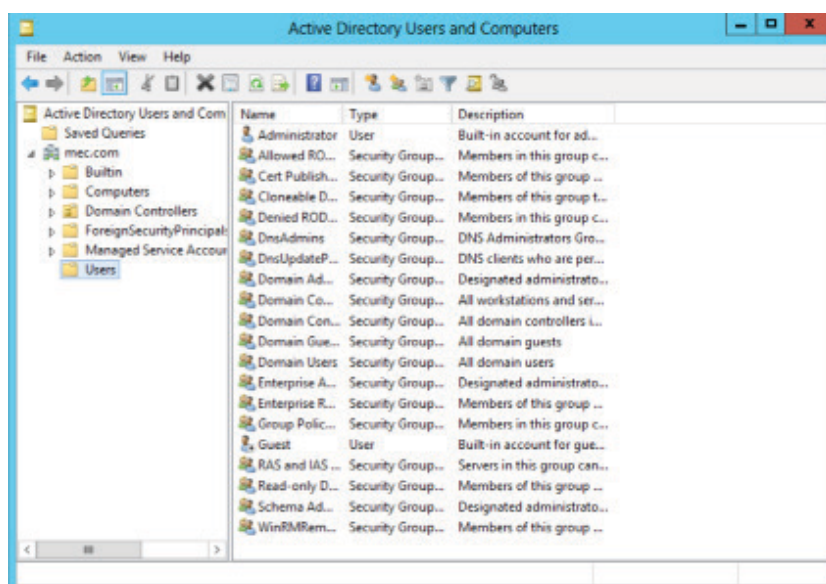 Active Directory Users and Computers
File Action View Help
Active Directory Users and Com
Saved Queries
mec.com
Builtin
Computers
Domain Controllers
ForeignSecurityPrincipal:
Managed Service Accour
Users
Name Type Description
Administrator User Built-in account for ad...
Allowed RO... Security Group... Members in this group c...
Cert Publish... Security Group... Members of this group ...
Cloneable D... Security Group... Members of this group t...
Denied ROD... Security Group... Members in this group c...
DnsAdmins Security Group... DNS Administrators Gro...
DnsUpdateP... Security Group... DNS clients who are per...
Domain Ad... Security Group... Designated administrato...
Domain Co... Security Group... All workstations and ser...
Domain Con... Security Group... All domain controllers i...
Domain Gue... Security Group... All domain guests
Domain Users Security Group... All domain users
Enterprise A... Security Group... Designated administrato...
Enterprise R... Security Group... Members of this group ...
Group Polic... Security Group... Members in this group c...
Guest User Built-in account for gue...
RAS and IAS ... Security Group... Servers in this group can...
Read-only D... Security Group... Members of this group ...
Schema Ad... Security Group... Designated administrato...
WinRMRem... Security Group... Members of this group ...